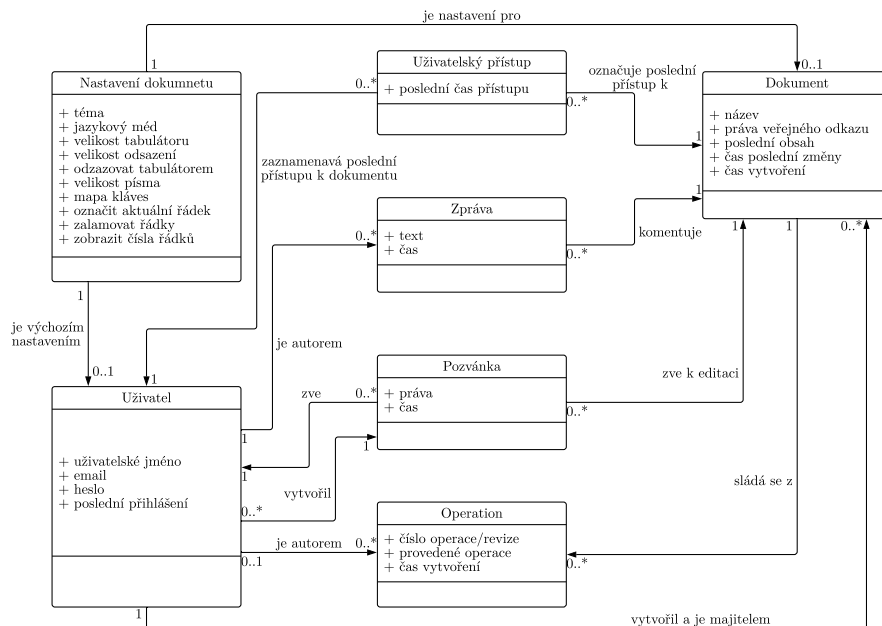 je nastavení pro
1
0..1
Nastavení dokumnetu
+ téma
+ jazykový méd
+ velikost tabulátoru
+ velikost odsazení
+ odzazovat tabulátorem
+ velikost písma
+ mapa kláves
+ označit aktuální řádek
+ zalamovat řádky
+ zobrazit čísla řádků
Uživatelský přístup
+ poslední čas přístupu
0..*
0..*
označuje poslední
přístup k
1
Dokument
+ název
+ práva veřejného odkazu
+ poslední obsah
+ čas poslední změny
+ čas vytvoření
zaznamenavá poslední
přístupu k dokumentu
1
Zpráva
+ text
+ čas
0..*
0..*
komentuje
1
1
1
0..*
1
je výchozím
nastavením
0..1
1
je autorem
Uživatel
+ uživatelské jméno
+ email
+ heslo
+ poslední přihlášení
Pozvánka
+ práva
+ čas
zve
0..*
0..*
zve k editaci
1
1
1
vytvořil
0..*
sládá se z
Operation
+ číslo operace/revize
+ provedené operace
+ čas vytvoření
je autorem
0..*
0..1
0..*
1
vytvořil a je majitelem